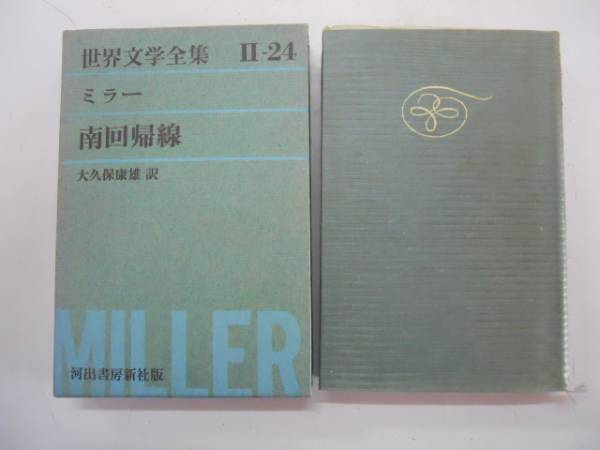 世界文学全集 II-24
ミラー
南回帰線
大久保康雄 訳
MILLER
河出書房新社版